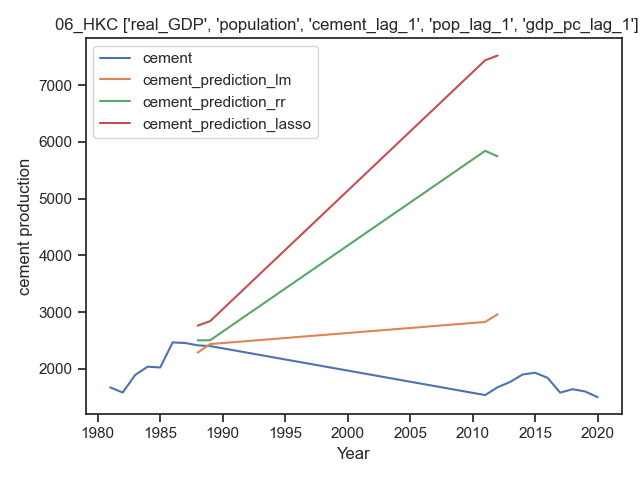 06_HKC ['real_GDP', 'population', 'cement_lag_1', 'pop_lag_1', 'gdp_pc_lag_1']
cement
cement_prediction_lm
cement_prediction_rr
cement_prediction_lasso
7000
6000
5000
4000
3000
2000
cement production
1980 1985 1990 1995 2000 2005 2010 2015 2020
Year